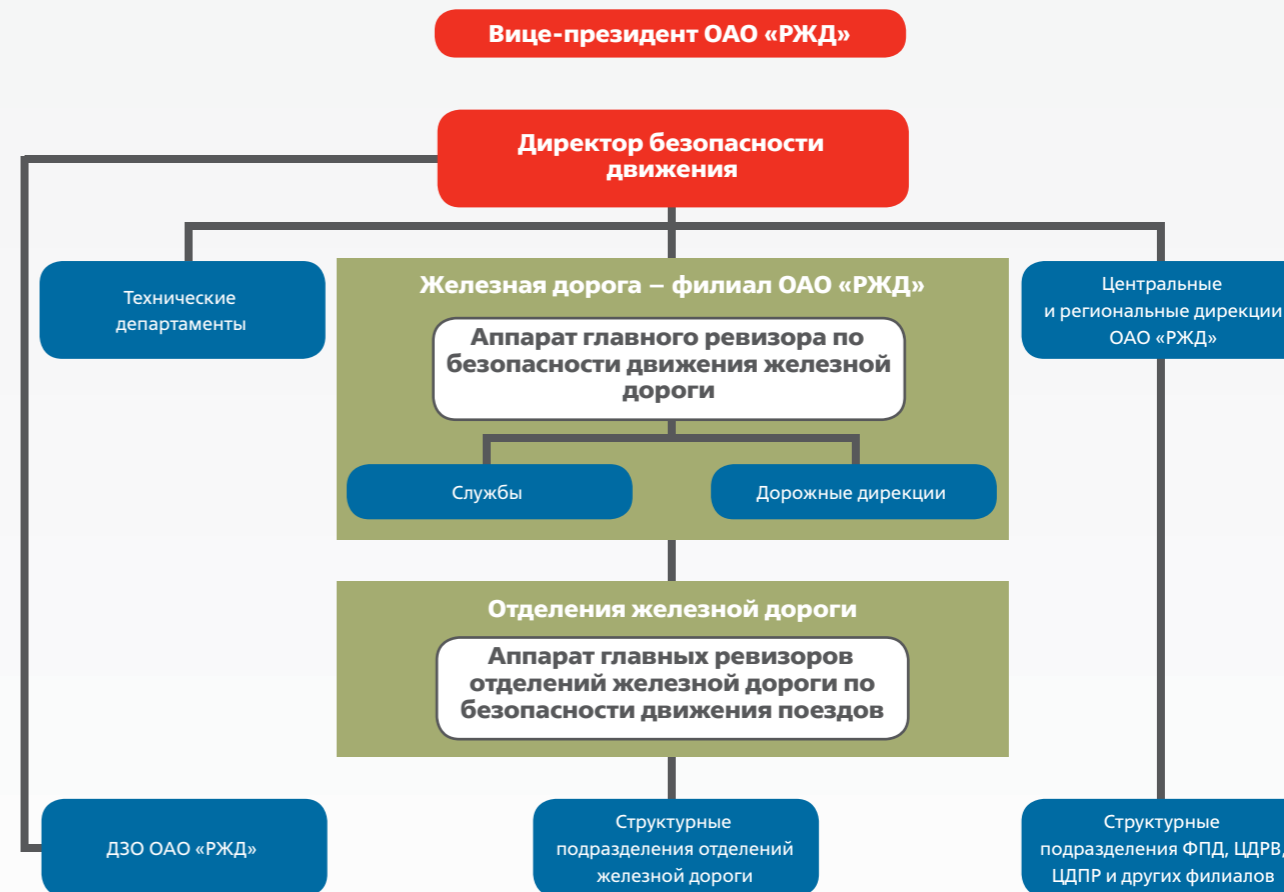 Вице-президент ОАО «РЖД»
Директор безопасности
движения
Технические
департаменты
Железная дорога – филиал ОАО «РЖД»
Аппарат главного ревизора по
безопасности движения железной
дороги
Службы
Дорожные дирекции
Центральные
и региональные дирекции
ОАО «РЖД»
Отделения железной дороги
Аппарат главных ревизоров
отделений железной дороги по
безопасности движения поездов
ДЗО ОАО «РЖД»
Структурные
подразделения отделений
железной дороги
Структурные
подразделения ФПД, ЦДРВ,
ЦДПР и других филиалов